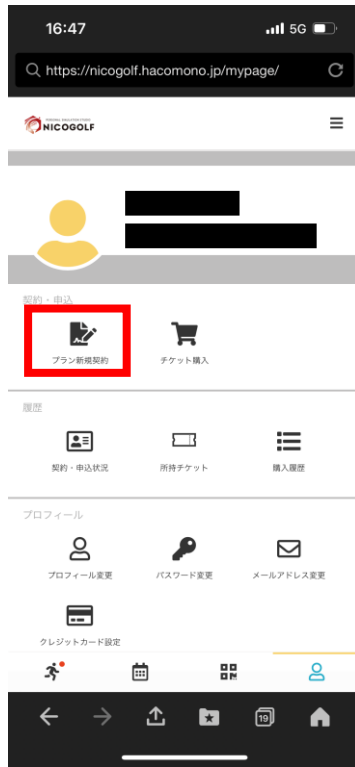 16:47
5G
https://nicogolf.hacomono.jp/mypage/
NICOGOLF
契約・申込
プラン新規契約
チケット購入
履歴
契約・申込状況
所持チケット
購入履歴
プロフィール
プロフィール変更
パスワード変更
メールアドレス変更
クレジットカード設定
19